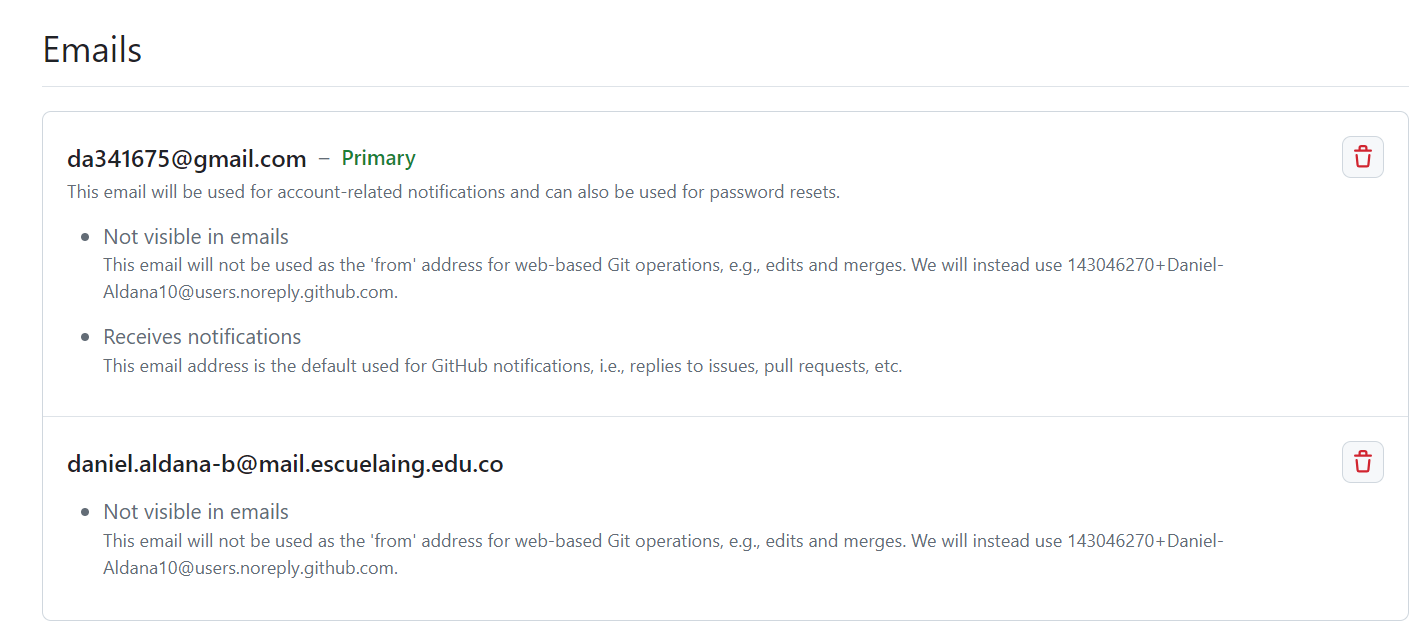 Emails
da341675@gmail.com – Primary
This email will be used for account-related notifications and can also be used for password resets.
Not visible in emails
This email will not be used as the 'from' address for web-based Git operations, e.g., edits and merges. We will instead use 143046270+Daniel-
Aldana10@users.noreply.github.com.
Receives notifications
This email address is the default used for GitHub notifications, i.e., replies to issues, pull requests, etc.
daniel.aldana-b@mail.escuelaing.edu.co
Not visible in emails
This email will not be used as the 'from' address for web-based Git operations, e.g., edits and merges. We will instead use 143046270+Daniel-
Aldana10@users.noreply.github.com.